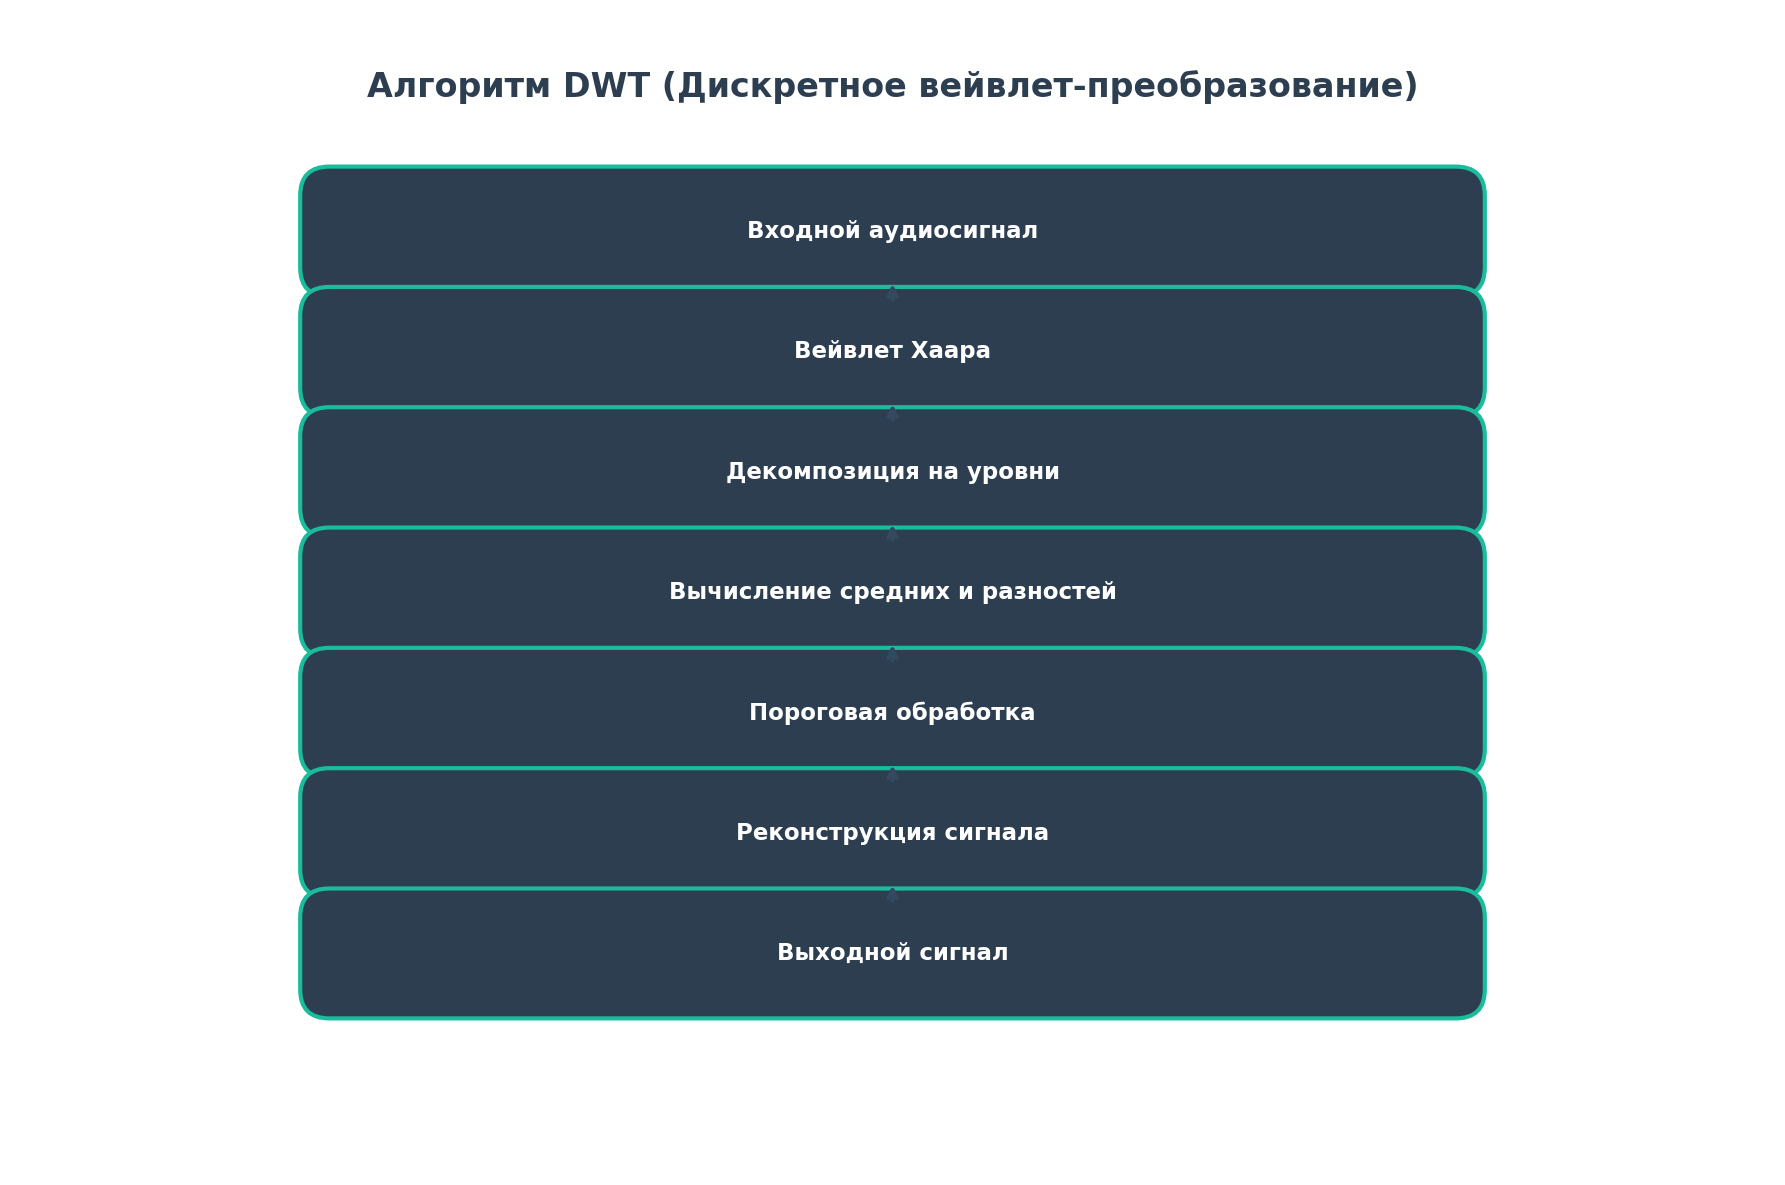 Алгоритм DWT (Дискретное вейвлет-преобразование)
Входной аудиосигнал
Вейвлет Хаара
Декомпозиция на уровни
Вычисление средних и разностей
Пороговая обработка
Реконструкция сигнала
Выходной сигнал